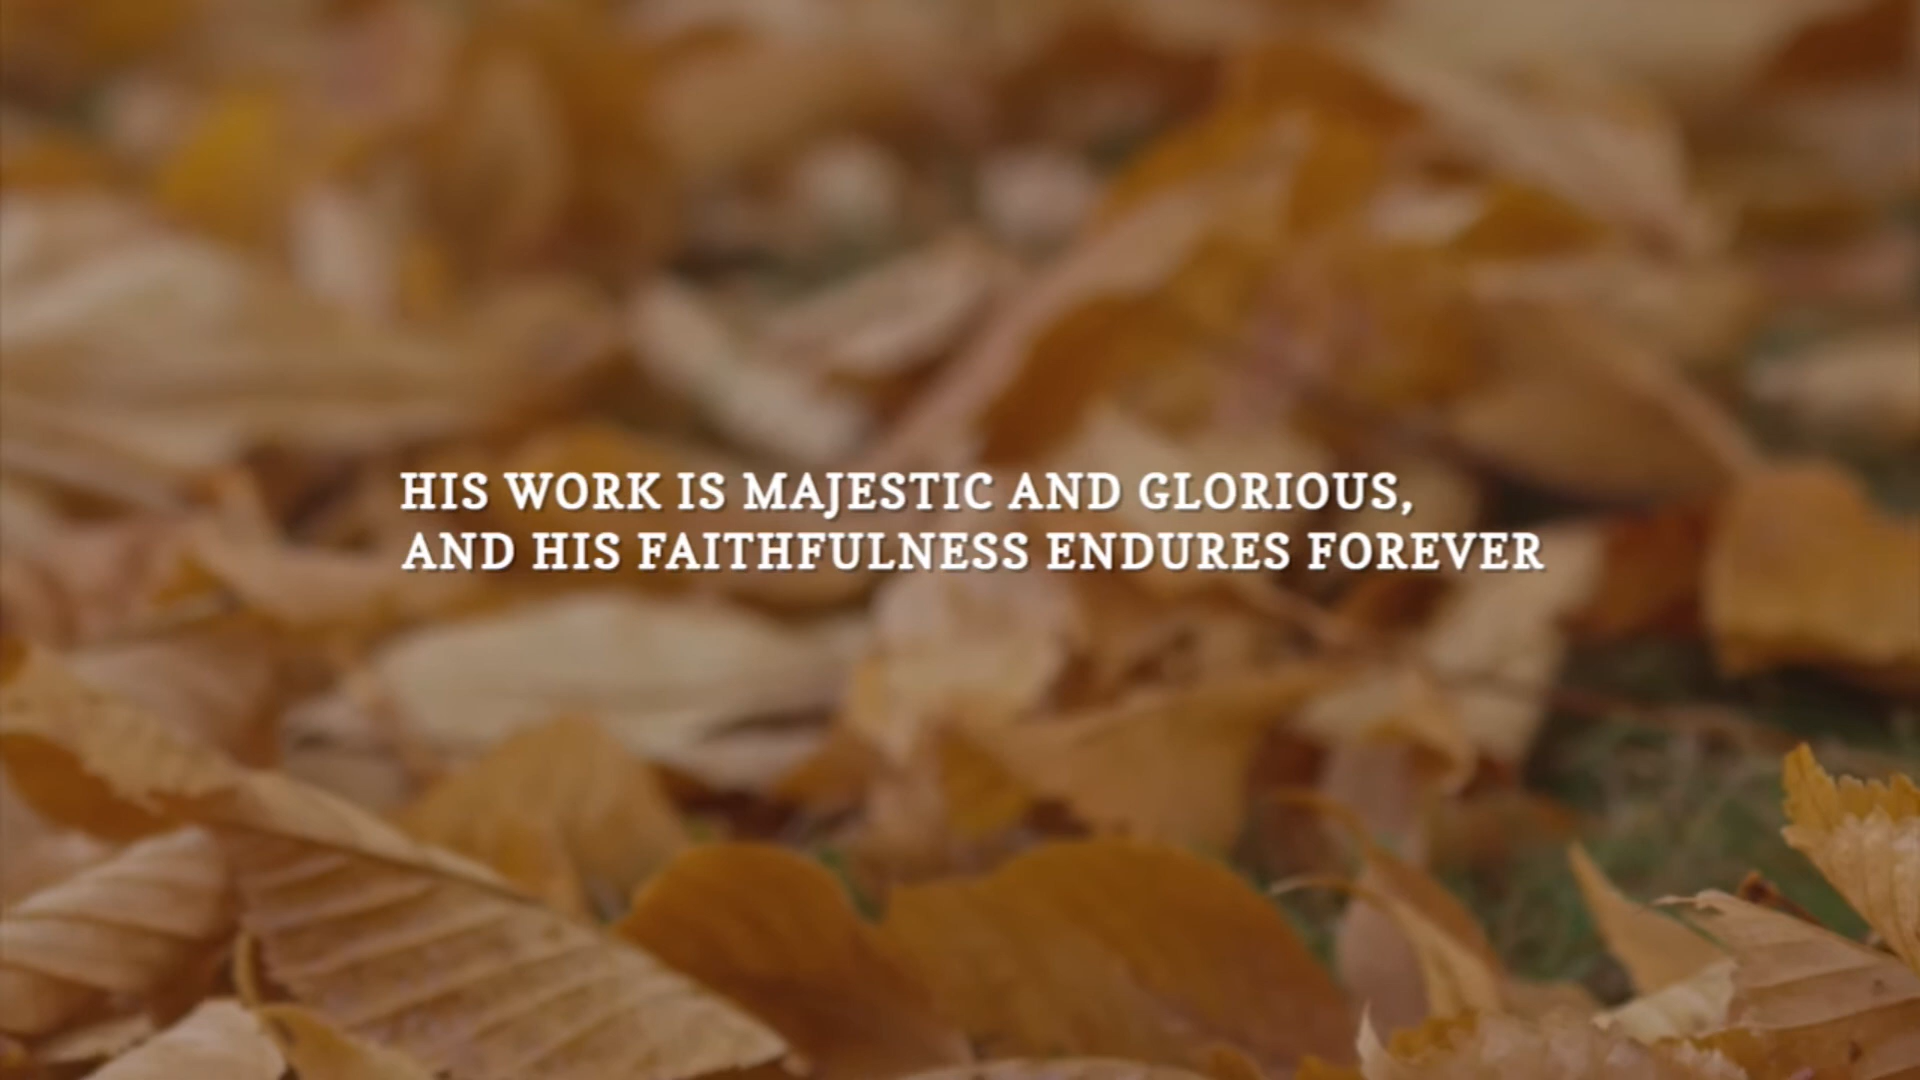 HIS WORK IS MAJESTIC AND GLORIOUS,
AND HIS FAITHFULNESS ENDURES FOREVER